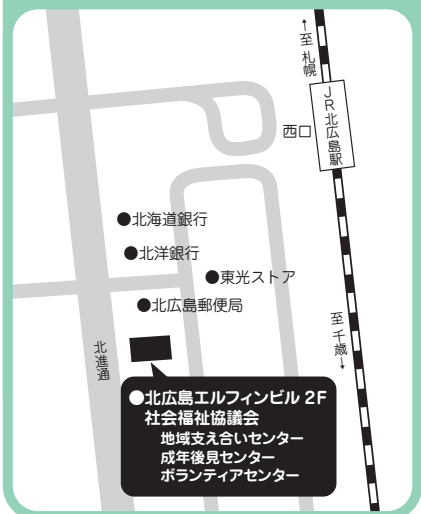 ↑至 札幌
JR北広島駅
西口
●北海道銀行
●北洋銀行
●東光ストア
●北広島郵便局
至 千歳↓
北進通
●北広島エルフィンビル 2F
社会福祉協議会
地域支え合いセンター
成年後見センター
ボランティアセンター